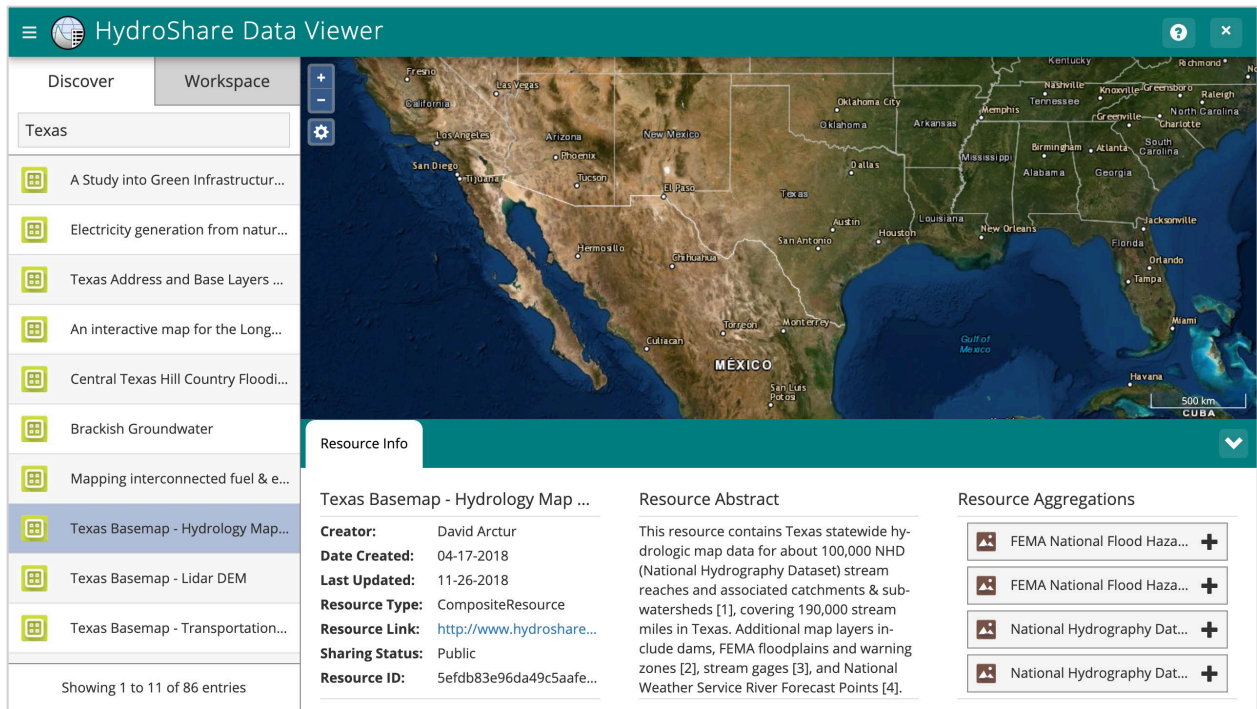 HydroShare Data Viewer
Discover
Workspace
Texas
A Study into Green Infrastructur...
Electricity generation from natur...
Texas Address and Base Layers ...
An interactive map for the Long...
Central Texas Hill Country Floodi...
Brackish Groundwater
Mapping interconnected fuel & e...
Texas Basemap - Hydrology Map...
Texas Basemap - Lidar DEM
Texas Basemap - Transportation...
Showing 1 to 11 of 86 entries
+
-
Fresno
Las Vegas
California
Los Angeles
Arizona
Phoenix
San Diego
Tijuana
Tucson
New Mexico
El Paso
Oklahoma City
Oklahoma
Arkansas
Dallas
Texas
Austin
San Antonio
Houston
Louisiana
New Orleans
Mississippi
Memphis
Kentucky
Nashville
Tennessee
Knoxville
Greensboro
Richmond
Raleigh
North Carolina
Greenville
Charlotte
South
Carolina
Birmingham
Atlanta
Alabama
Georgia
Jacksonville
Florida
Orlando
Tampa
Miami
Hermosillo
Chihuahua
Torreón
Monterrey
Culiacan
MÉXICO
San Luis
Potosí
Gulf of
Mexico
Havana
500 km
CUBA
Resource Info
Texas Basemap - Hydrology Map ...
Creator: David Arctur
Date Created: 04-17-2018
Last Updated: 11-26-2018
Resource Type: CompositeResource
Resource Link: http://www.hydroshare...
Sharing Status: Public
Resource ID: 5efdb83e96da49c5aafe...
Resource Abstract
This resource contains Texas statewide hy-
drologic map data for about 100,000 NHD
(National Hydrography Dataset) stream
reaches and associated catchments & sub-
watersheds [1], covering 190,000 stream
miles in Texas. Additional map layers in-
clude dams, FEMA floodplains and warning
zones [2], stream gages [3], and National
Weather Service River Forecast Points [4].
Resource Aggregations
FEMA National Flood Haza...
FEMA National Flood Haza...
National Hydrography Dat...
National Hydrography Dat...